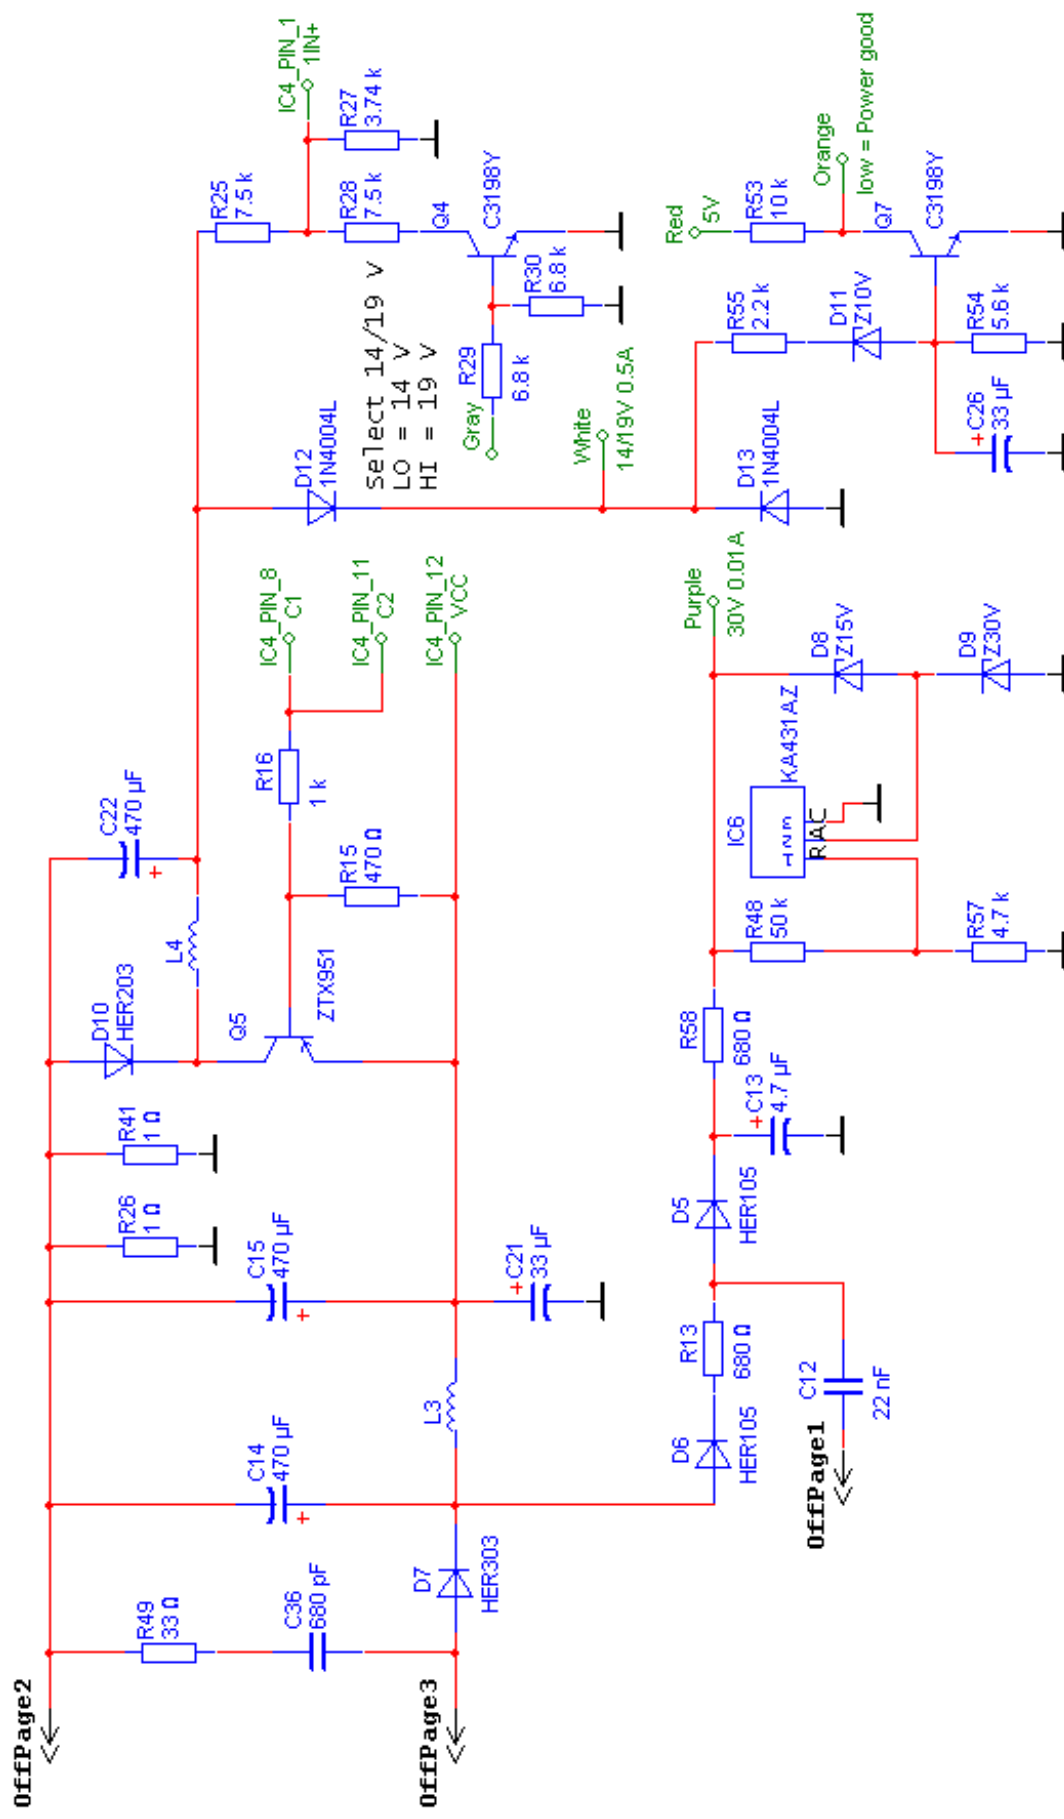 OffPage2
R49
33 Ω
C36
680 pF
OffPage3
D7
HER303
C14
470 µF
L3
C15
470 µF
C21
33 µF
R26
1 Ω
R41
1 Ω
D10
HER203
Q5
ZTX951
L4
C22
470 µF
R15
470 Ω
R16
1 k
IC4_PIN_8
C1
IC4_PIN_11
C2
IC4_PIN_12
VCC
D12
1N4004L
Select 14/19 V
LO = 14 V
HI = 19 V
R25
7.5 k
IC4_PIN_1
1IN+
R27
3.74 k
R28
7.5 k
Q4
C3198Y
R30
6.8 k
R29
6.8 k
Gray
White
14/19V 0.5A
D13
1N4004L
Red
5V
R53
10 k
Orange
low = Power good
Q7
C3198Y
R55
2.2 k
D11
Z10V
R54
5.6 k
C26
33 µF
OffPage1
C12
22 nF
D6
HER105
R13
680 Ω
D5
HER105
C13
4.7 µF
R58
680 Ω
R48
50 k
R57
4.7 k
IC6
KA431AZ
1 2 3
R A C
Purple
30V 0.01A
D8
Z15V
D9
Z30V